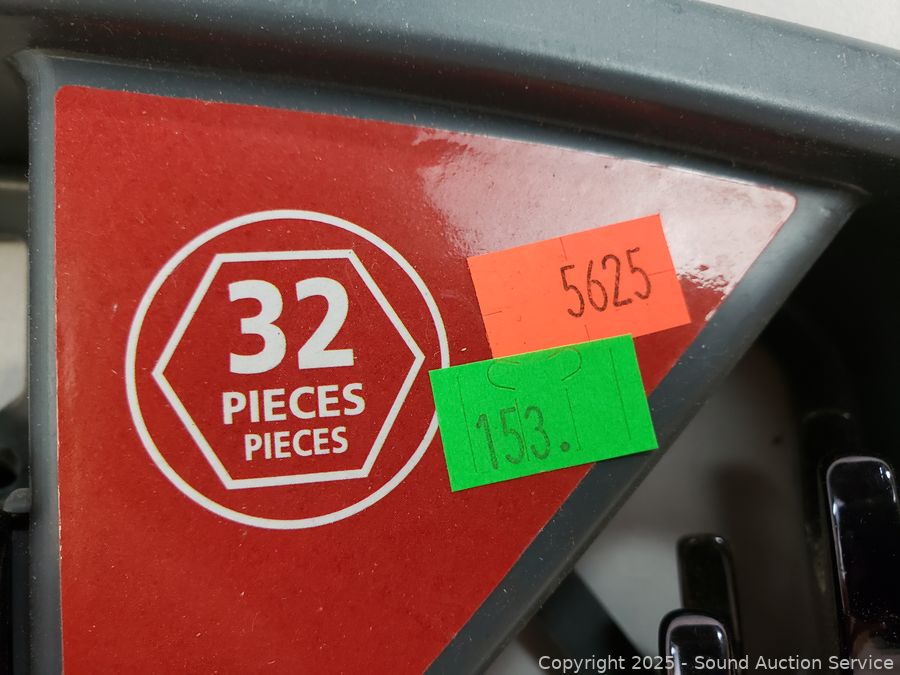 32
PIECES
PIECES
5625
153.
Copyright 2025 - Sound Auction Service